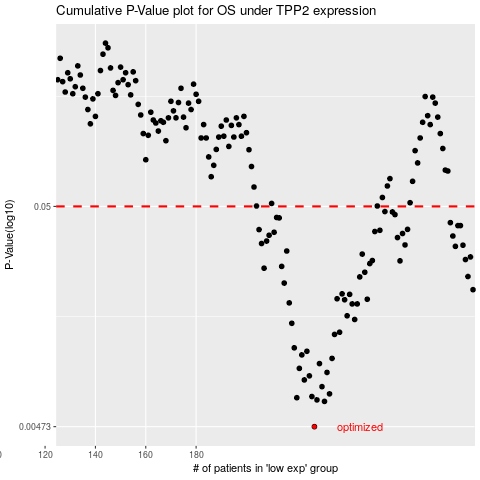 Cumulative P-Value plot for OS under TPP2 expression
P-Value(log10)
0.05
0.00473
optimized
0 120 140 160 180
# of patients in 'low exp' group